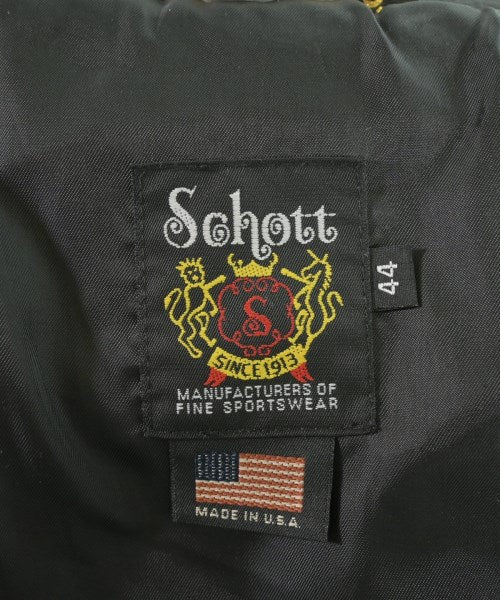 Schott
44
S
SINCE 1913
MANUFACTURERS OF
FINE SPORTSWEAR
MADE IN U.S.A.